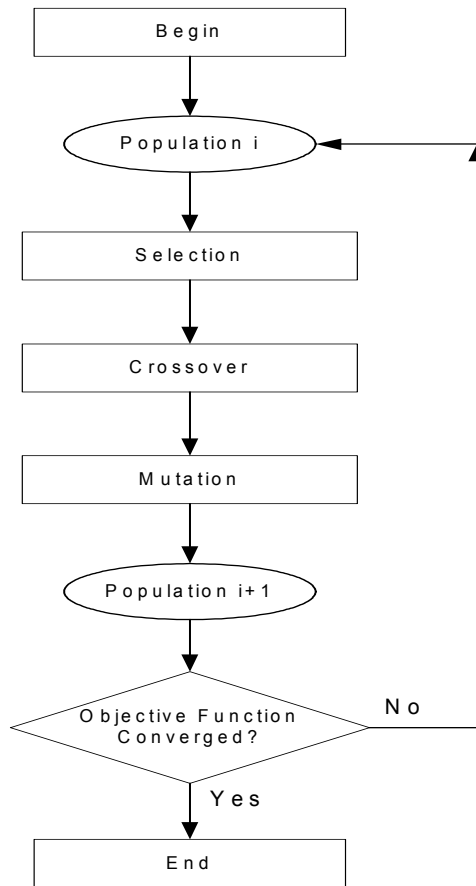 Begin
Population i
Selection
Crossover
Mutation
Population i+1
Objective Function
Converged?
No
Yes
End